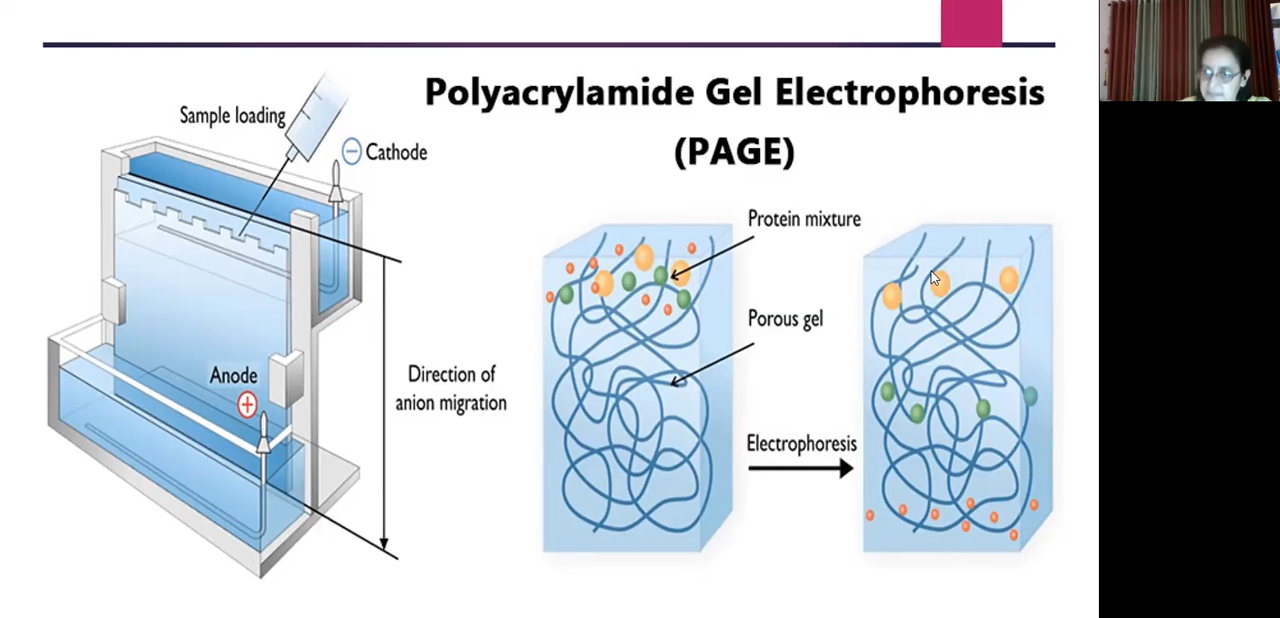 Polyacrylamide Gel Electrophoresis
(PAGE)
Sample loading
− Cathode
Anode
+
Direction of
anion migration
Protein mixture
Porous gel
Electrophoresis